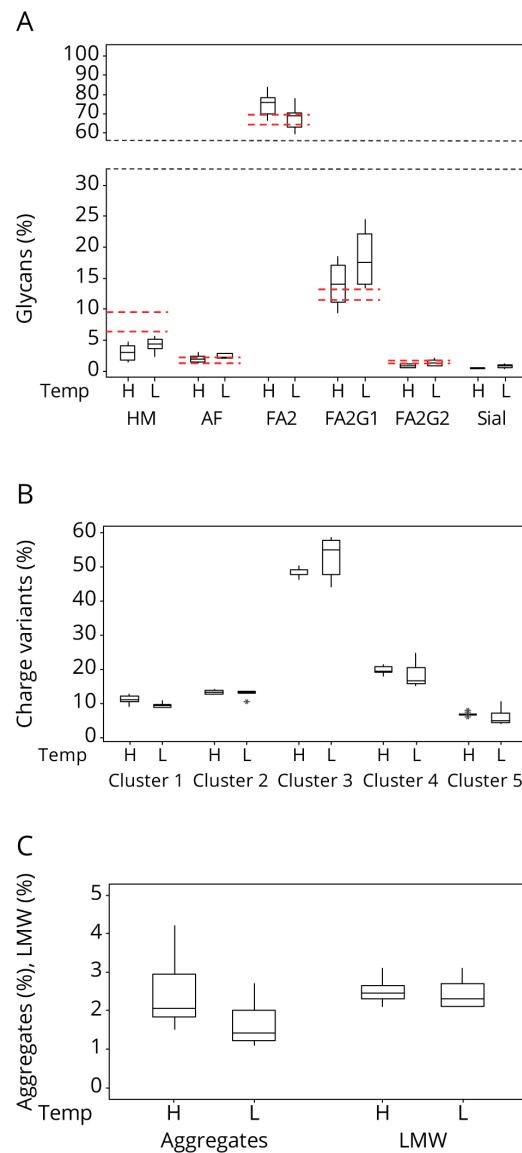 A
Glycans (%)
100
90
80
70
60
30
25
20
15
10
5
0
Temp H L H L H L H L H L H L
HM AF FA2 FA2G1 FA2G2 Sial
B
Charge variants (%)
60
50
40
30
20
10
0
Temp H L H L H L H L H L
Cluster 1 Cluster 2 Cluster 3 Cluster 4 Cluster 5
C
Aggregates (%), LMW (%)
5
4
3
2
1
0
Temp H L H L
Aggregates LMW